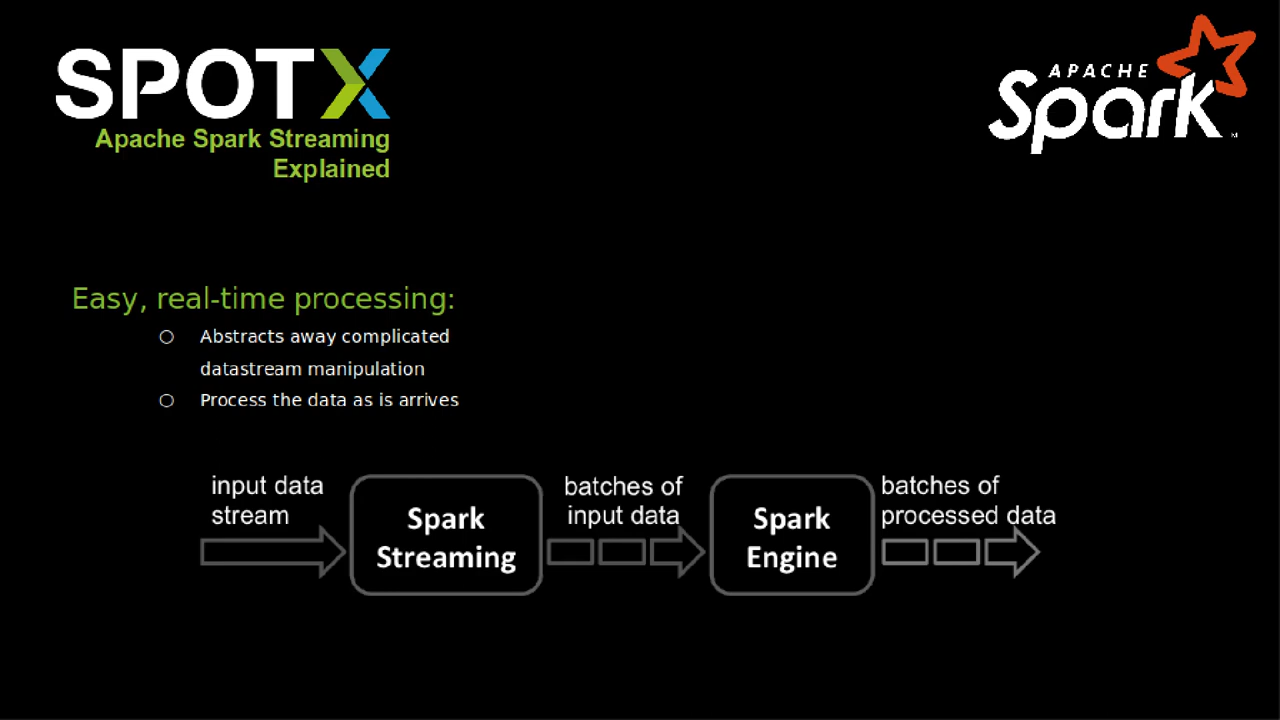 SPOTX
Apache Spark Streaming
Explained
APACHE
Spark
Easy, real-time processing:
Abstracts away complicated
datastream manipulation
Process the data as is arrives
input data
stream
Spark
Streaming
batches of
input data
Spark
Engine
batches of
processed data